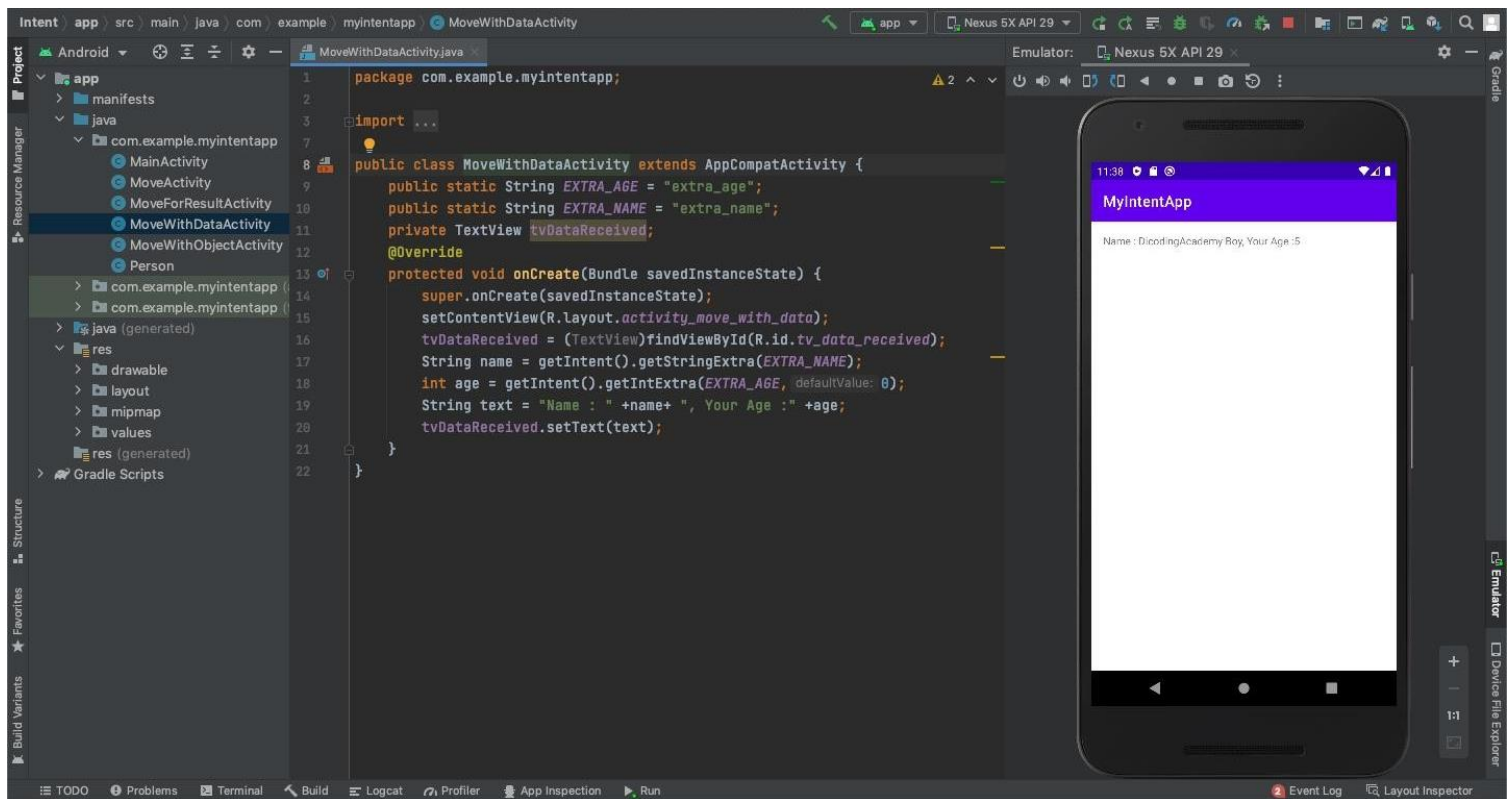 Intent app src main java com example myintentapp MoveWithDataActivity
app Nexus 5X API 29
Android
MoveWithDataActivity.java
Emulator: Nexus 5X API 29
Project
Resource Manager
Structure
Favorites
Build Variants
app
manifests
java
com.example.myintentapp
MainActivity
MoveActivity
MoveForResultActivity
MoveWithDataActivity
MoveWithObjectActivity
Person
com.example.myintentapp (
com.example.myintentapp (
java (generated)
res
drawable
layout
mipmap
values
res (generated)
Gradle Scripts
2
1 package com.example.myintentapp;
2
3 import ...
7
8 public class MoveWithDataActivity extends AppCompatActivity {
9 public static String EXTRA_AGE = "extra_age";
10 public static String EXTRA_NAME = "extra_name";
11 private TextView tvDataReceived;
12 @Override
13 protected void onCreate(Bundle savedInstanceState) {
14 super.onCreate(savedInstanceState);
15 setContentView(R.layout.activity_move_with_data);
16 tvDataReceived = (TextView)findViewById(R.id.tv_data_received);
17 String name = getIntent().getStringExtra(EXTRA_NAME);
18 int age = getIntent().getIntExtra(EXTRA_AGE, defaultValue: 0);
19 String text = "Name : " +name+ ", Your Age :" +age;
20 tvDataReceived.setText(text);
21 }
22 }
11:38
MyIntentApp
Name : DicodingAcademy Boy, Your Age :5
1:1
Gradle
Emulator
Device File Explorer
TODO Problems Terminal Build Logcat Profiler App Inspection Run
2 Event Log Layout Inspector